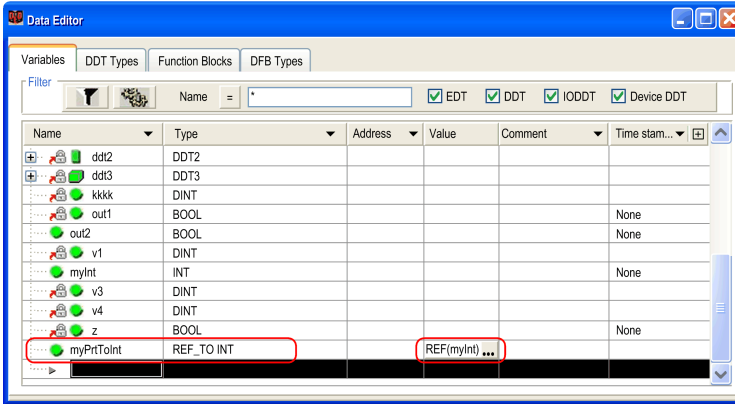 Data Editor
Variables DDT Types Function Blocks DFB Types
Filter
Name = * EDT DDT IODDT Device DDT
Name Type Address Value Comment Time stam...
ddt2 DDT2
ddt3 DDT3
kkkk DINT
out1 BOOL None
out2 BOOL None
v1 DINT
myInt INT None
v3 DINT
v4 DINT
z BOOL None
myPrtToInt REF_TO INT REF(myInt) ...